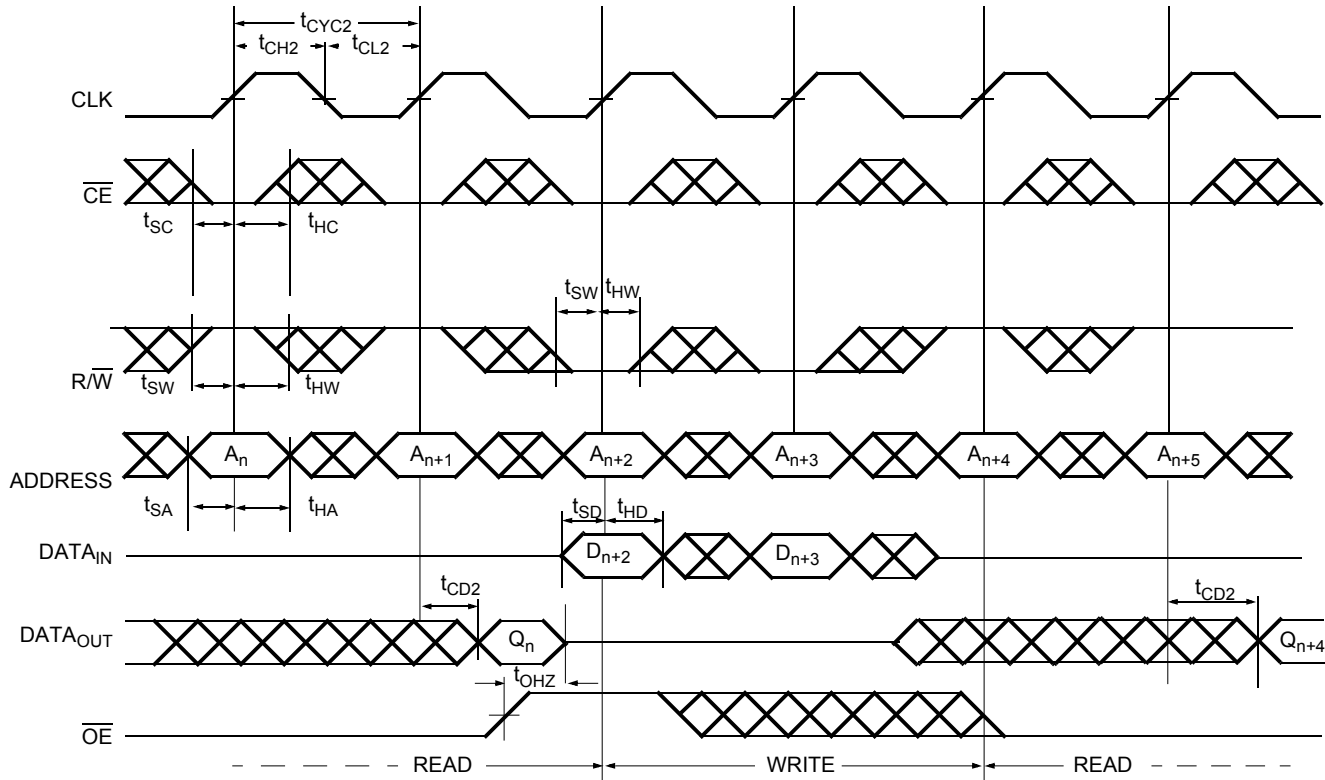 tCYC2
tCH2 tCL2
CLK
CE
tSC tHC
tSW tHW
R/W
tSW tHW
An An+1 An+2 An+3 An+4 An+5
ADDRESS
tSA tHA
tSD tHD
DATAIN
Dn+2 Dn+3
tCD2 tCD2
DATAOUT
Qn Qn+4
tOHZ
OE
READ WRITE READ